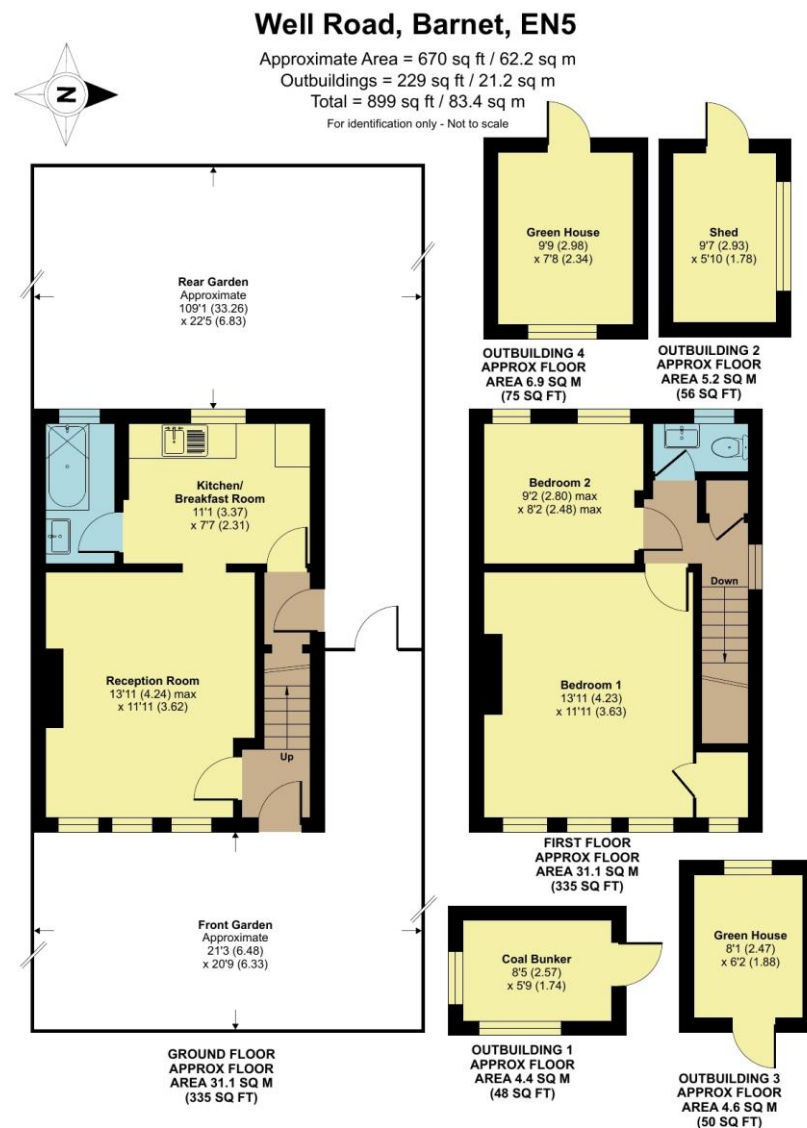 Well Road, Barnet, EN5
Approximate Area = 670 sq ft / 62.2 sq m
Outbuildings = 229 sq ft / 21.2 sq m
Total = 899 sq ft / 83.4 sq m
For identification only - Not to scale
N
Green House
9'9 (2.98)
x 7'8 (2.34)
OUTBUILDING 4
APPROX FLOOR
AREA 6.9 SQ M
(75 SQ FT)
Shed
9'7 (2.93)
x 5'10 (1.78)
OUTBUILDING 2
APPROX FLOOR
AREA 5.2 SQ M
(56 SQ FT)
Rear Garden
Approximate
109'1 (33.26)
x 22'5 (6.83)
Kitchen/
Breakfast Room
11'1 (3.37)
x 7'7 (2.31)
Reception Room
13'11 (4.24) max
x 11'11 (3.62)
Up
Front Garden
Approximate
21'3 (6.48)
x 20'9 (6.33)
GROUND FLOOR
APPROX FLOOR
AREA 31.1 SQ M
(335 SQ FT)
Bedroom 2
9'2 (2.80) max
x 8'2 (2.48) max
Down
Bedroom 1
13'11 (4.23)
x 11'11 (3.63)
FIRST FLOOR
APPROX FLOOR
AREA 31.1 SQ M
(335 SQ FT)
Coal Bunker
8'5 (2.57)
x 5'9 (1.74)
OUTBUILDING 1
APPROX FLOOR
AREA 4.4 SQ M
(48 SQ FT)
Green House
8'1 (2.47)
x 6'2 (1.88)
OUTBUILDING 3
APPROX FLOOR
AREA 4.6 SQ M
(50 SQ FT)